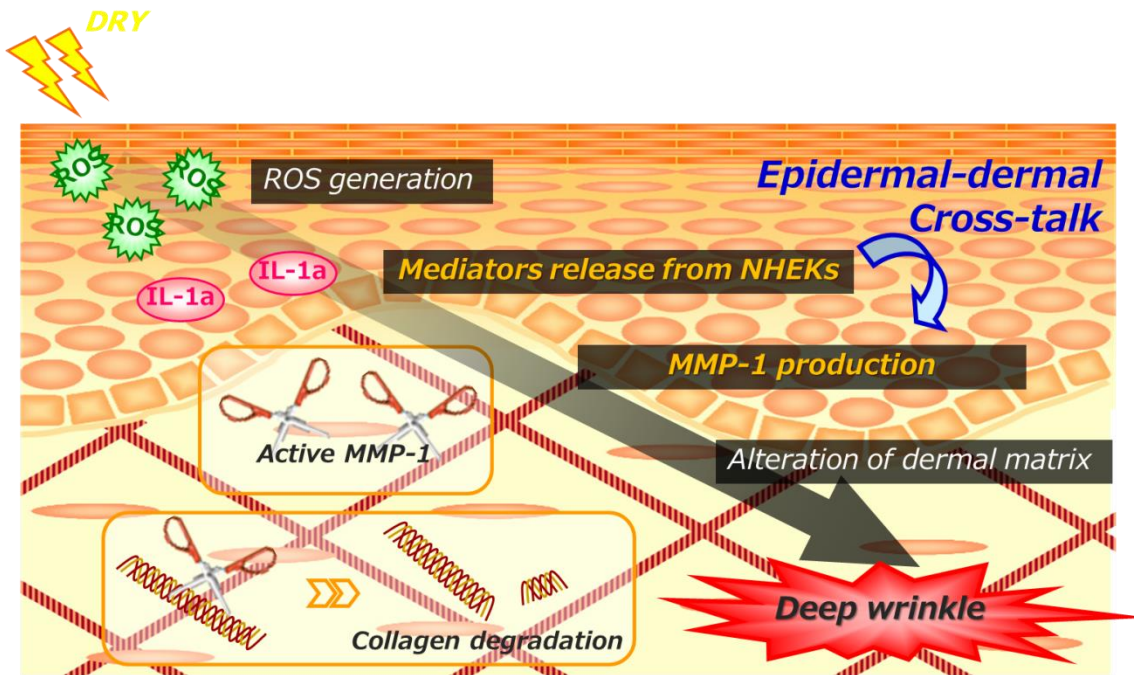 DRY
ROS
ROS
ROS
ROS generation
Epidermal-dermal
Cross-talk
IL-1a
IL-1a
Mediators release from NHEKs
MMP-1 production
Active MMP-1
Alteration of dermal matrix
Collagen degradation
Deep wrinkle